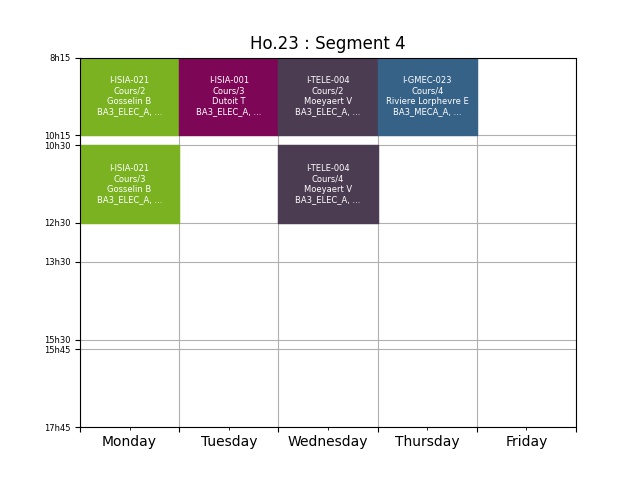 Ho.23 : Segment 4
8h15
I-ISIA-021
Cours/2
Gosselin B
BA3_ELEC_A, ...
I-ISIA-001
Cours/3
Dutoit T
BA3_ELEC_A, ...
I-TELE-004
Cours/2
Moeyaert V
BA3_ELEC_A, ...
I-GMEC-023
Cours/4
Riviere Lorphevre E
BA3_MECA_A, ...
10h15
10h30
I-ISIA-021
Cours/3
Gosselin B
BA3_ELEC_A, ...
I-TELE-004
Cours/4
Moeyaert V
BA3_ELEC_A, ...
12h30
13h30
15h30
15h45
17h45
Monday
Tuesday
Wednesday
Thursday
Friday